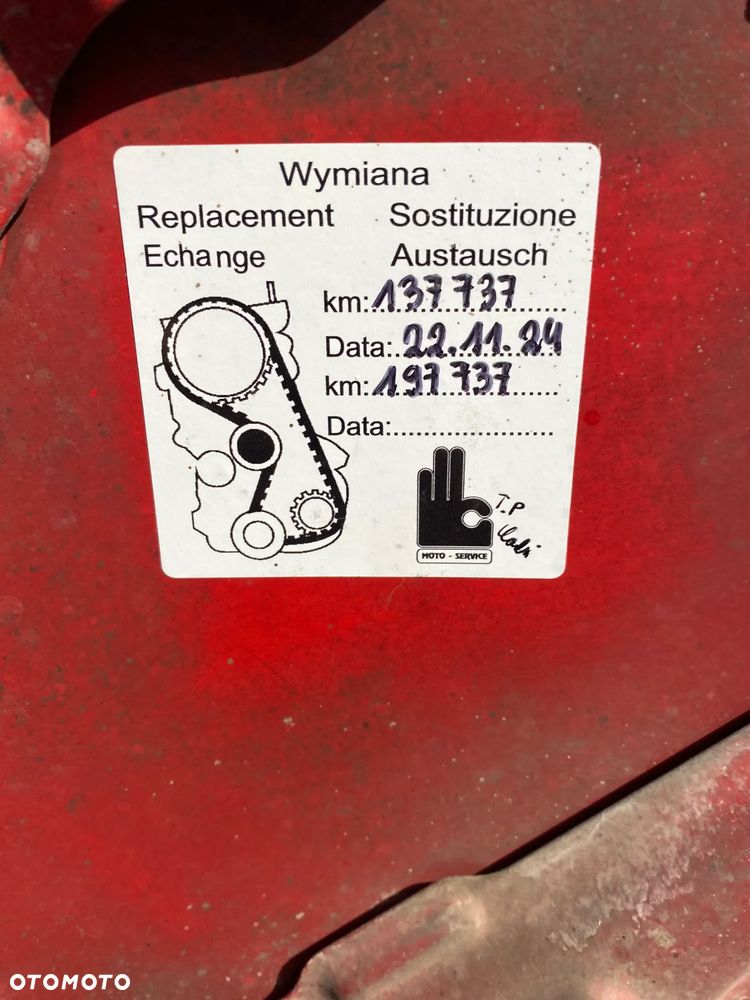 Wymiana
Replacement Sostituzione
Echange Austausch
km: 137 737
Data: 22.11.24
km: 197 737
Data:
T.P
MOTO - SERVICE
OTOMOTO